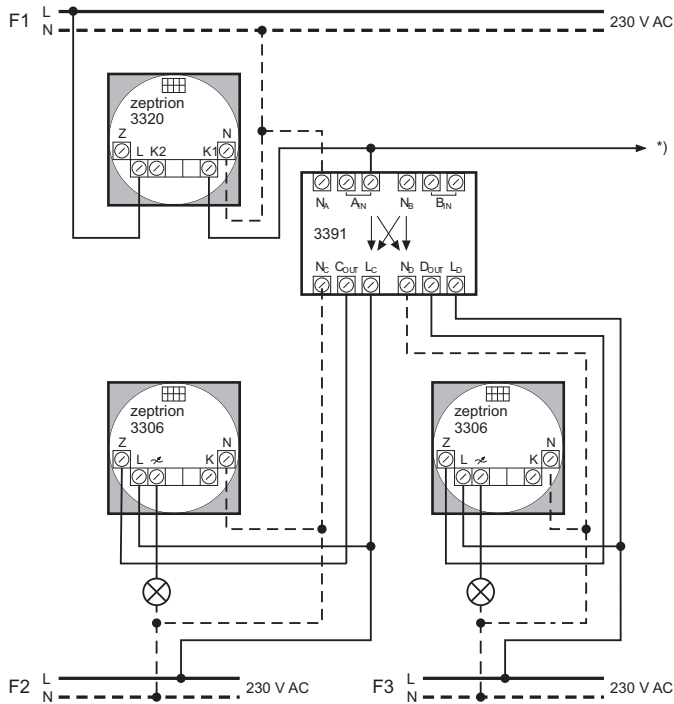 F1 L
N
230 V AC
zeptrion
3320
Z N
L K2 K1
*)
NA AIN NB BIN
3391
NC COUT LC ND DOUT LD
zeptrion
3306
Z N
L K
zeptrion
3306
Z N
L K
F2 L
N
230 V AC
F3 L
N
230 V AC